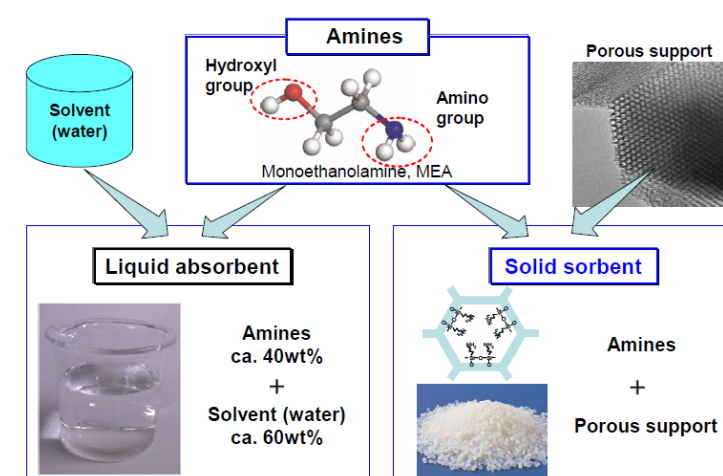 Amines
Porous support
Hydroxyl
group
Solvent
(water)
Amino
group
Monoethanolamine, MEA
Liquid absorbent
Solid sorbent
Amines
ca. 40wt%
+
Solvent (water)
ca. 60wt%
Amines
+
Porous support